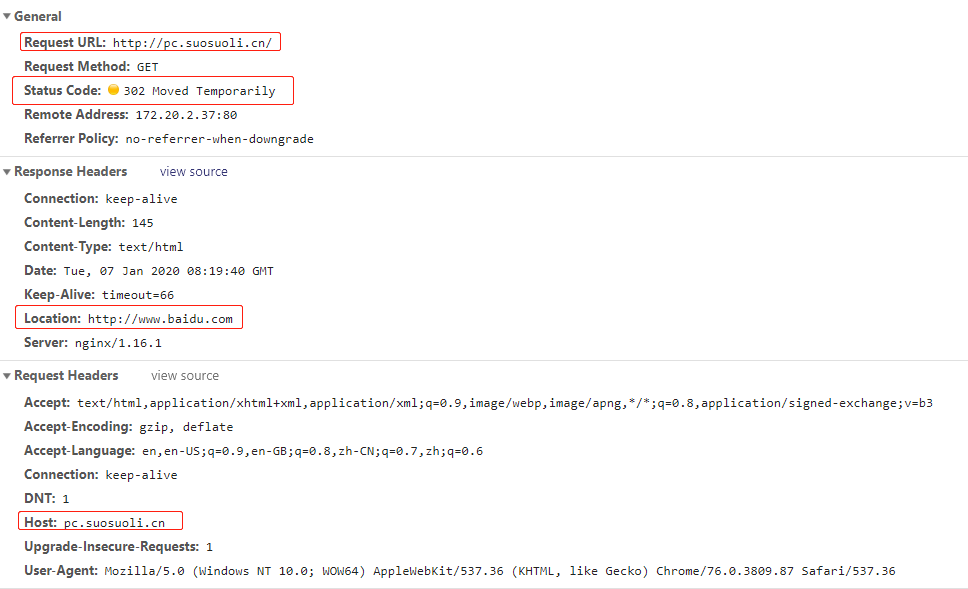 General
Request URL: http://pc.suosuoli.cn/
Request Method: GET
Status Code: 302 Moved Temporarily
Remote Address: 172.20.2.37:80
Referrer Policy: no-referrer-when-downgrade
Response Headers view source
Connection: keep-alive
Content-Length: 145
Content-Type: text/html
Date: Tue, 07 Jan 2020 08:19:40 GMT
Keep-Alive: timeout=66
Location: http://www.baidu.com
Server: nginx/1.16.1
Request Headers view source
Accept: text/html,application/xhtml+xml,application/xml;q=0.9,image/webp,image/apng,*/*;q=0.8,application/signed-exchange;v=b3
Accept-Encoding: gzip, deflate
Accept-Language: en,en-US;q=0.9,en-GB;q=0.8,zh-CN;q=0.7,zh;q=0.6
Connection: keep-alive
DNT: 1
Host: pc.suosuoli.cn
Upgrade-Insecure-Requests: 1
User-Agent: Mozilla/5.0 (Windows NT 10.0; WOW64) AppleWebKit/537.36 (KHTML, like Gecko) Chrome/76.0.3809.87 Safari/537.36